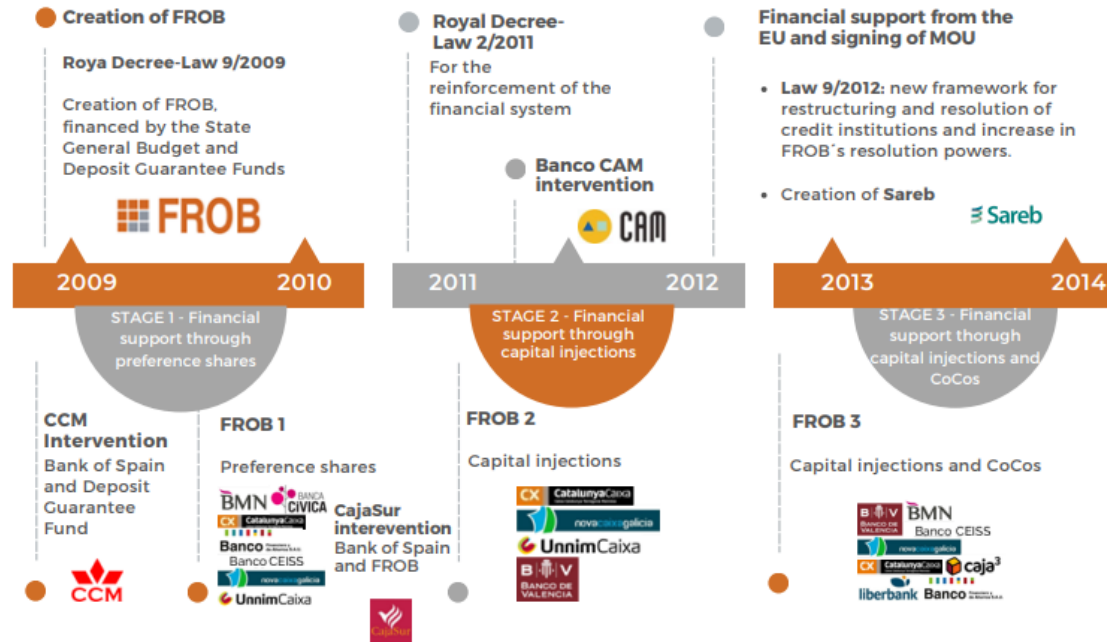 Creation of FROB
Roya Decree-Law 9/2009
Creation of FROB,
financed by the State
General Budget and
Deposit Guarantee Funds
FROB
Royal Decree-
Law 2/2011
For the
reinforcement of the
financial system
Banco CAM
intervention
CAM
Financial support from the
EU and signing of MOU
• Law 9/2012: new framework for
restructuring and resolution of
credit institutions and increase in
FROB´s resolution powers.
• Creation of Sareb
Sareb
2009
2010
2011
2012
2013
2014
STAGE 1 - Financial
support through
preference shares
STAGE 2 - Financial
support through
capital injections
STAGE 3 - Financial
support thorugh
capital injections and
CoCos
CCM
Intervention
Bank of Spain
and Deposit
Guarantee
Fund
CCM
FROB 1
Preference shares
BMN
BANCA
CÍVICA
CX CatalunyaCaixa
Banco
Banco CEISS
novacaixagalicia
UnnimCaixa
CajaSur
interevention
Bank of Spain
and FROB
CajaSur
FROB 2
Capital injections
CX CatalunyaCaixa
novacaixagalicia
UnnimCaixa
B V
BANCO DE
VALENCIA
FROB 3
Capital injections and CoCos
B V
BANCO DE
VALENCIA
BMN
Banco CEISS
novacaixagalicia
CX CatalunyaCaixa
caja3
liberbank
Banco